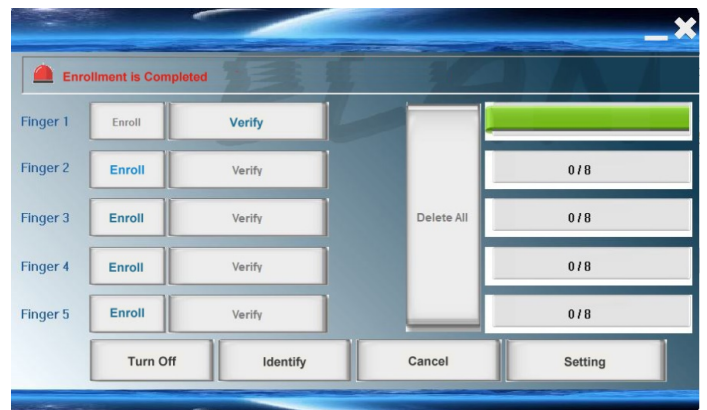 Enrollment is Completed
Finger 1 Enroll Verify
Finger 2 Enroll Verify 0 / 8
Finger 3 Enroll Verify Delete All 0 / 8
Finger 4 Enroll Verify 0 / 8
Finger 5 Enroll Verify 0 / 8
Turn Off Identify Cancel Setting